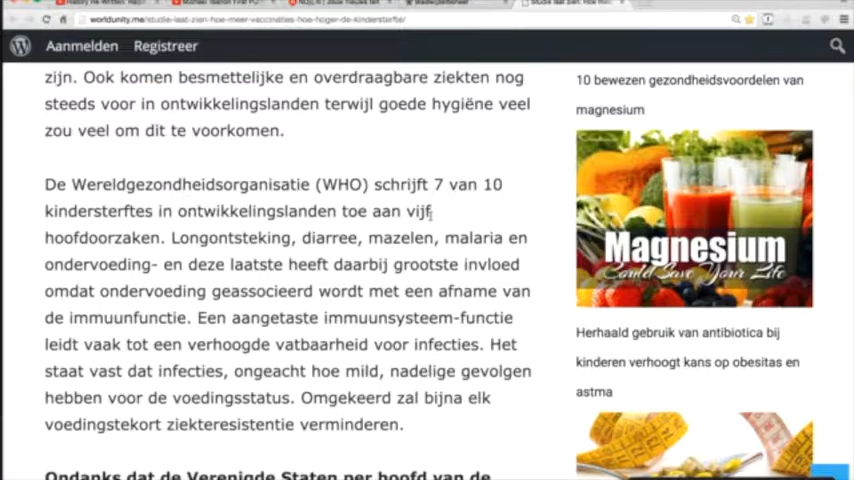 worldunity.me/studie-laat-zien-hoe-meer-vaccinaties-hoe-hoger-de-kindersterfte/
Aanmelden Registreer
zijn. Ook komen besmettelijke en overdraagbare ziekten nog
steeds voor in ontwikkelingslanden terwijl goede hygiëne veel
zou veel om dit te voorkomen.
De Wereldgezondheidsorganisatie (WHO) schrijft 7 van 10
kindersterftes in ontwikkelingslanden toe aan vijf
hoofdoorzaken. Longontsteking, diarree, mazelen, malaria en
ondervoeding- en deze laatste heeft daarbij grootste invloed
omdat ondervoeding geassocieerd wordt met een afname van
de immuunfunctie. Een aangetaste immuunsysteem-functie
leidt vaak tot een verhoogde vatbaarheid voor infecties. Het
staat vast dat infecties, ongeacht hoe mild, nadelige gevolgen
hebben voor de voedingsstatus. Omgekeerd zal bijna elk
voedingstekort ziekteresistentie verminderen.
Ondanks dat de Verenigde Staten per hoofd van de
10 bewezen gezondheidsvoordelen van
magnesium
Magnesium
Could Save Your Life
Herhaald gebruik van antibiotica bij
kinderen verhoogt kans op obesitas en
astma